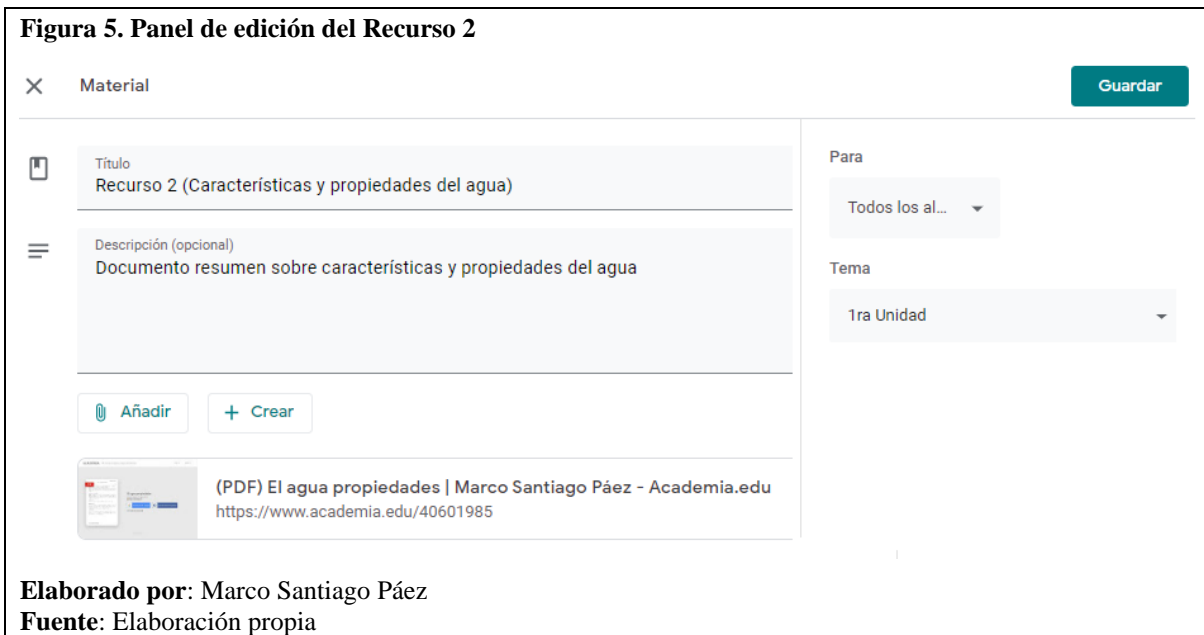 Figura 5. Panel de edición del Recurso 2
Material
Guardar
Título
Recurso 2 (Características y propiedades del agua)
Descripción (opcional)
Documento resumen sobre características y propiedades del agua
Para
Todos los al...
Tema
1ra Unidad
Añadir
Crear
(PDF) El agua propiedades | Marco Santiago Páez - Academia.edu
https://www.academia.edu/40601985
Elaborado por: Marco Santiago Páez
Fuente: Elaboración propia